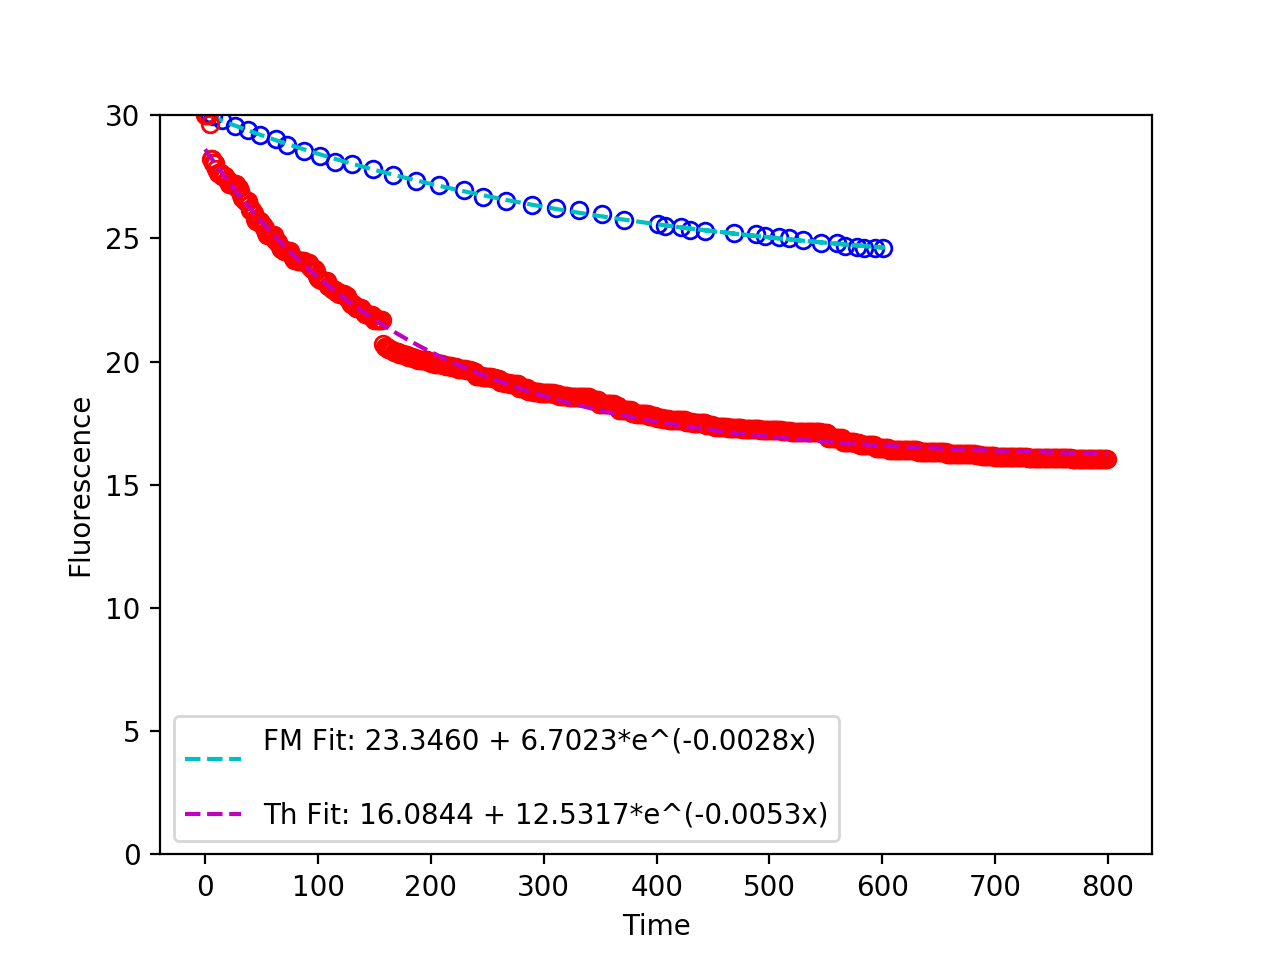 30
25
20
15
10
5
0
Fluorescence
FM Fit: 23.3460 + 6.7023*e^(-0.0028x)
Th Fit: 16.0844 + 12.5317*e^(-0.0053x)
0 100 200 300 400 500 600 700 800
Time